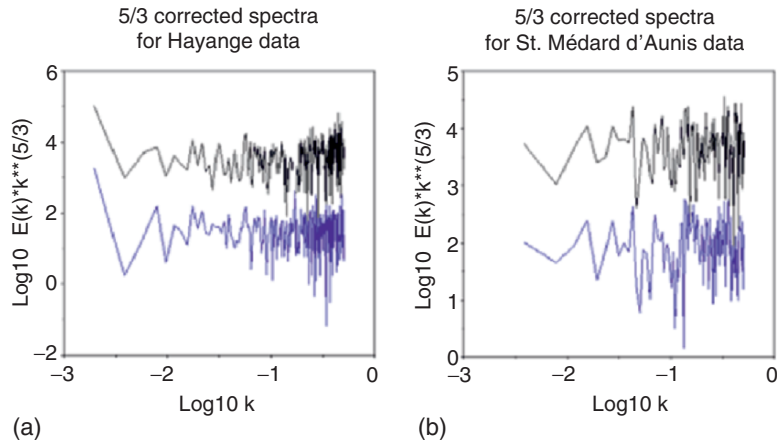 5/3 corrected spectra
for Hayange data
Log10 E(k)*k**(5/3)
6
4
2
0
−2
−3
−2
−1
0
Log10 k
(a)
5/3 corrected spectra
for St. Médard d’Aunis data
Log10 E(k)*k**(5/3)
5
4
3
2
1
0
−3
−2
−1
0
Log10 k
(b)